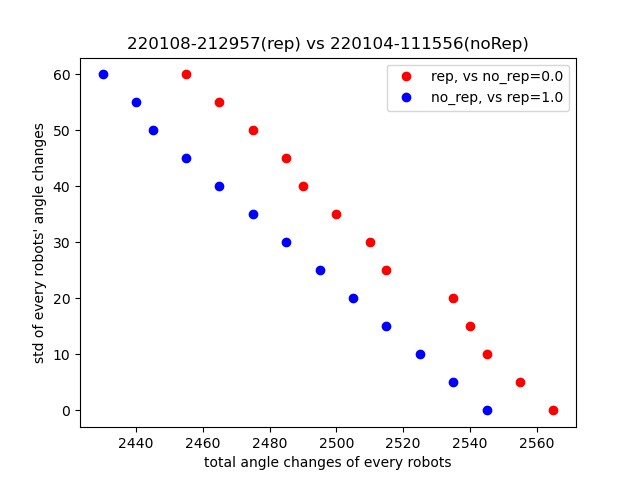 220108-212957(rep) vs 220104-111556(noRep)
rep, vs no_rep=0.0
no_rep, vs rep=1.0
std of every robots' angle changes
60
50
40
30
20
10
0
2440 2460 2480 2500 2520 2540 2560
total angle changes of every robots